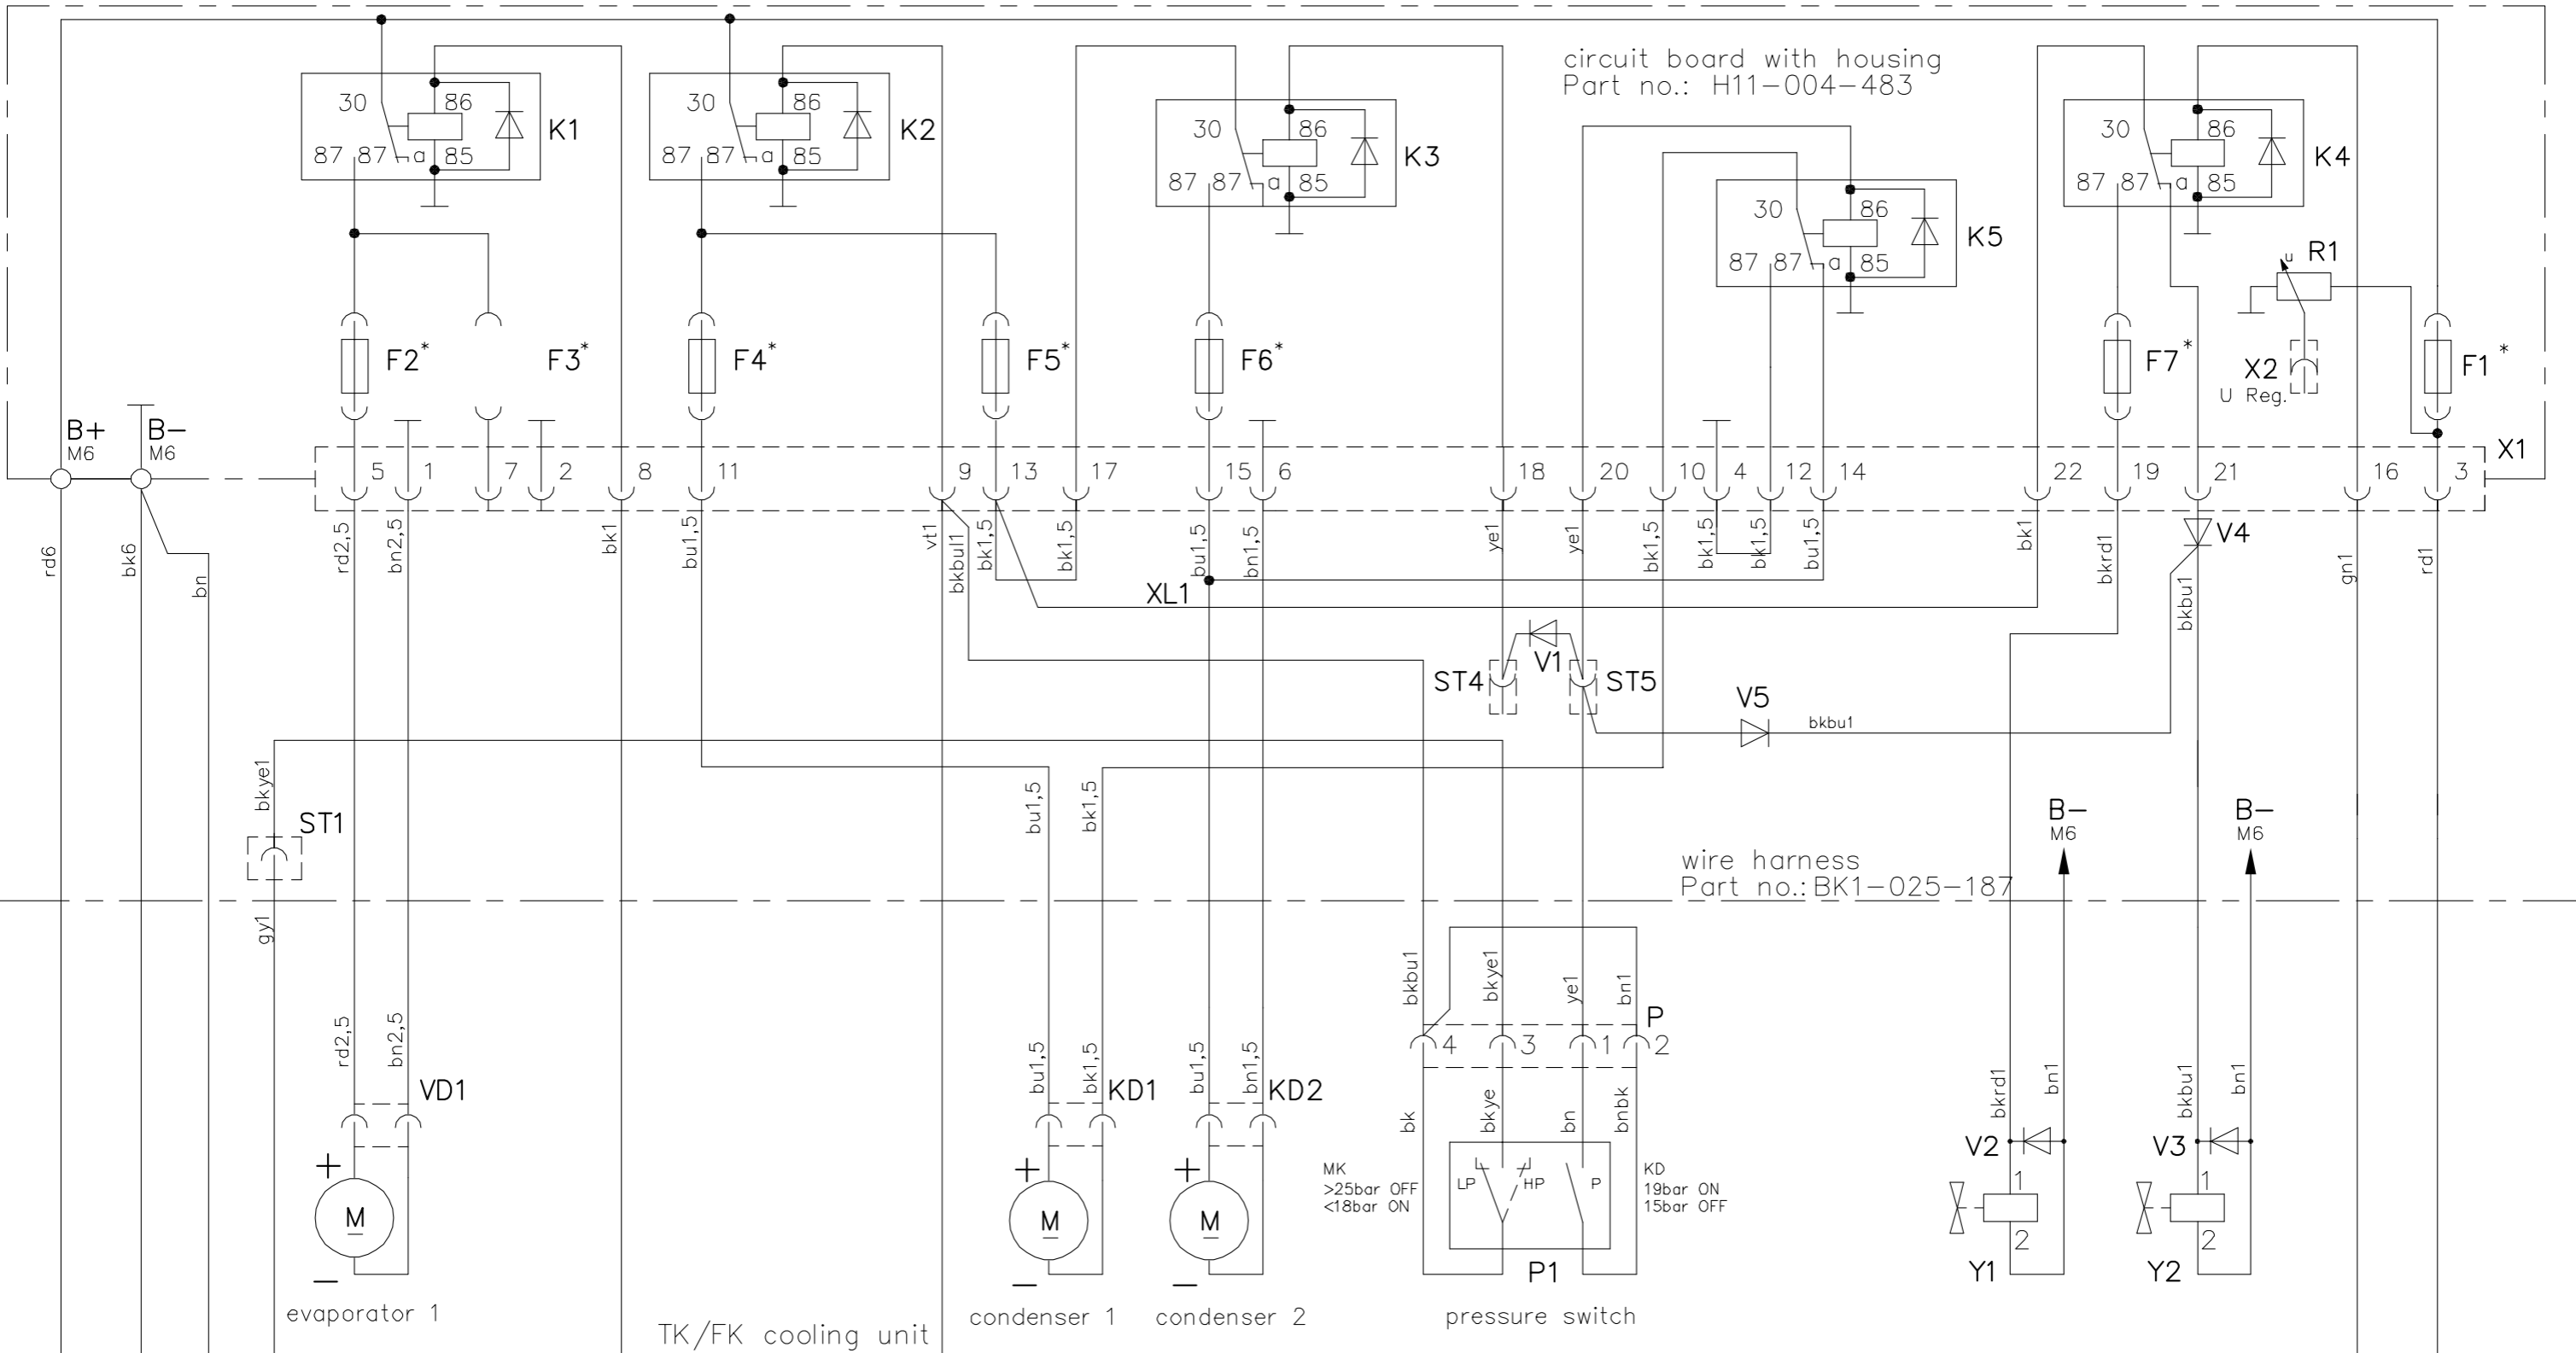 circuit board with housing
Part no.: H11-004-483
30 86 K1
87 87 a 85
30 86 K2
87 87 a 85
30 86 K3
87 87 a 85
30 86 K5
87 87 a 85
30 86 K4
87 87 a 85
u R1
F2* F3* F4* F5* F6* F7* F1*
X2
U Reg.
B+
M6
B-
M6
X1
5 1 7 2 8 11 9 13 17 15 6 18 20 10 4 12 14 22 19 21 16 3
rd6
bk6
bn
rd2,5
bn2,5
bk1
bu1,5
vt1
bkbul1
bk1,5
bk1,5
bu1,5
bn1,5
ye1
ye1
bk1,5
bk1,5
bk1,5
bu1,5
bk1
bkrd1
V4
bkbu1
gn1
rd1
XL1
V1
ST4
ST5
V5
bkbu1
bkye1
ST1
gy1
bu1,5
bk1,5
B-
M6
B-
M6
wire harness
Part no.:BK1-025-187
rd2,5
bn2,5
VD1
bu1,5
bk1,5
KD1
bu1,5
bn1,5
KD2
bkbu1
bkye1
ye1
bn1
P
4 3 1 2
bk
bkye
bn
bnbk
bkrd1
bn1
bkbu1
bn1
V2
V3
MK
>25bar OFF
<18bar ON
LP HP P
KD
19bar ON
15bar OFF
+
M
-
+
M
-
+
M
-
1
2
1
2
P1
Y1
Y2
evaporator 1
condenser 1
condenser 2
pressure switch
TK/FK cooling unit